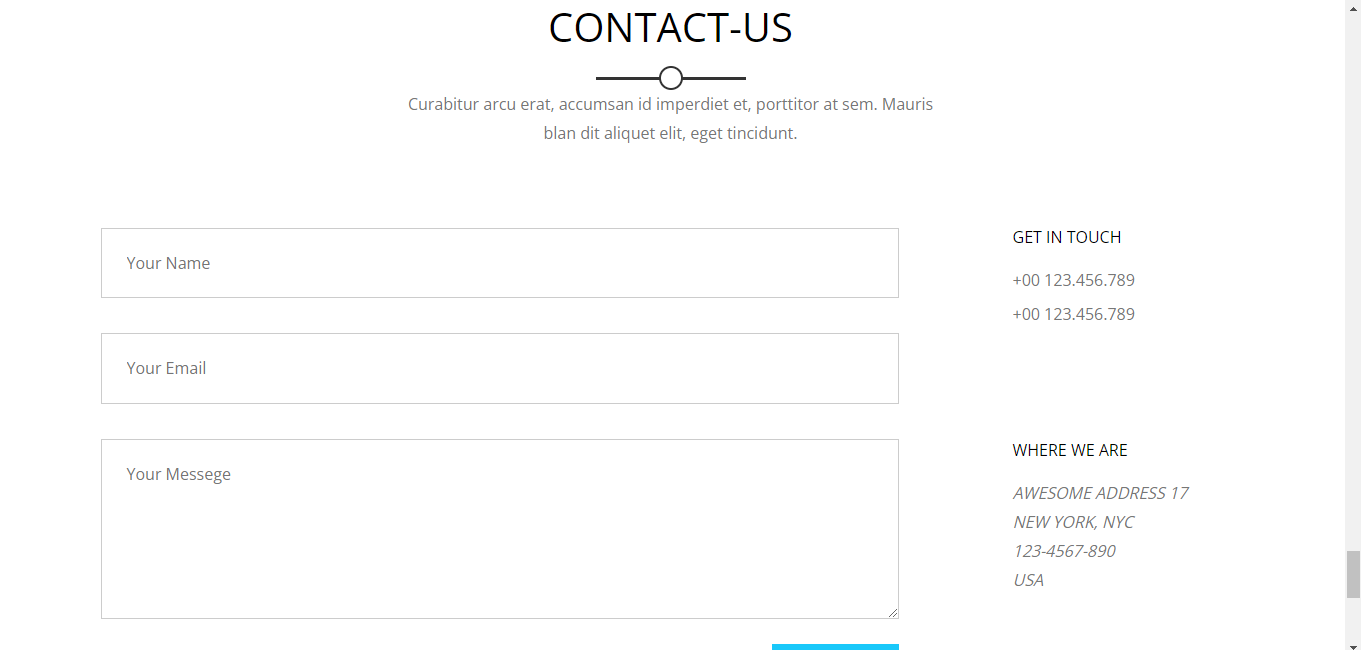 CONTACT-US
Curabitur arcu erat, accumsan id imperdiet et, porttitor at sem. Mauris
blan dit aliquet elit, eget tincidunt.
Your Name
Your Email
Your Messege
GET IN TOUCH
+00 123.456.789
+00 123.456.789
WHERE WE ARE
AWESOME ADDRESS 17
NEW YORK, NYC
123-4567-890
USA